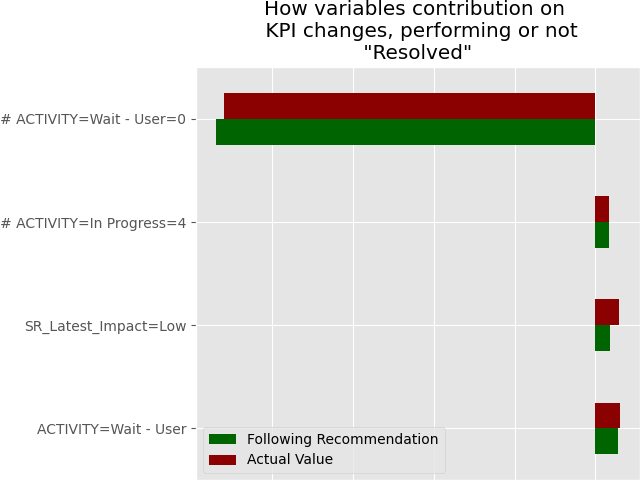 How variables contribution on
KPI changes, performing or not
"Resolved"
# ACTIVITY=Wait - User=0
# ACTIVITY=In Progress=4
SR_Latest_Impact=Low
ACTIVITY=Wait - User
Following Recommendation
Actual Value